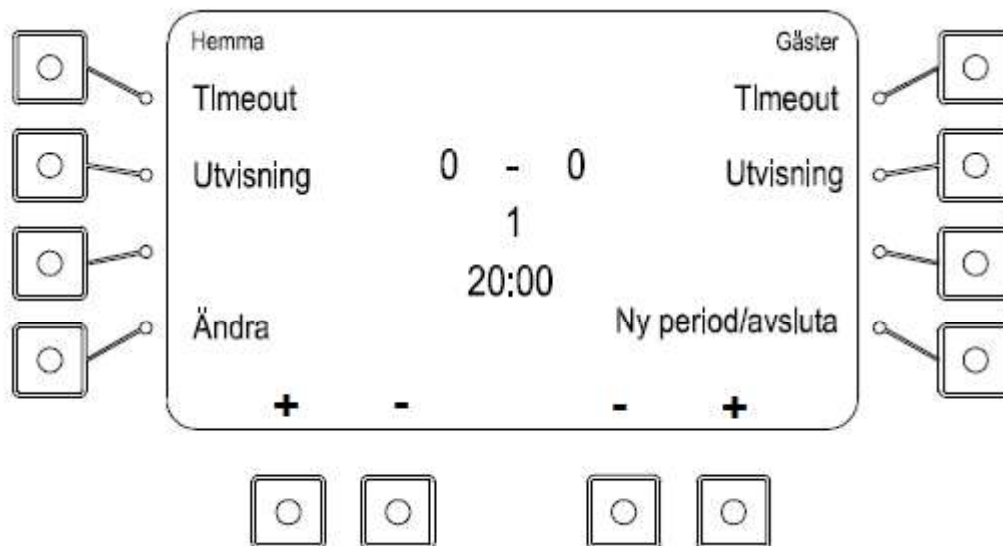 Hemma Gäster
TImeout TImeout
Utvisning 0 - 0 Utvisning
1
20:00
Ändra Ny period/avsluta
+ - - +